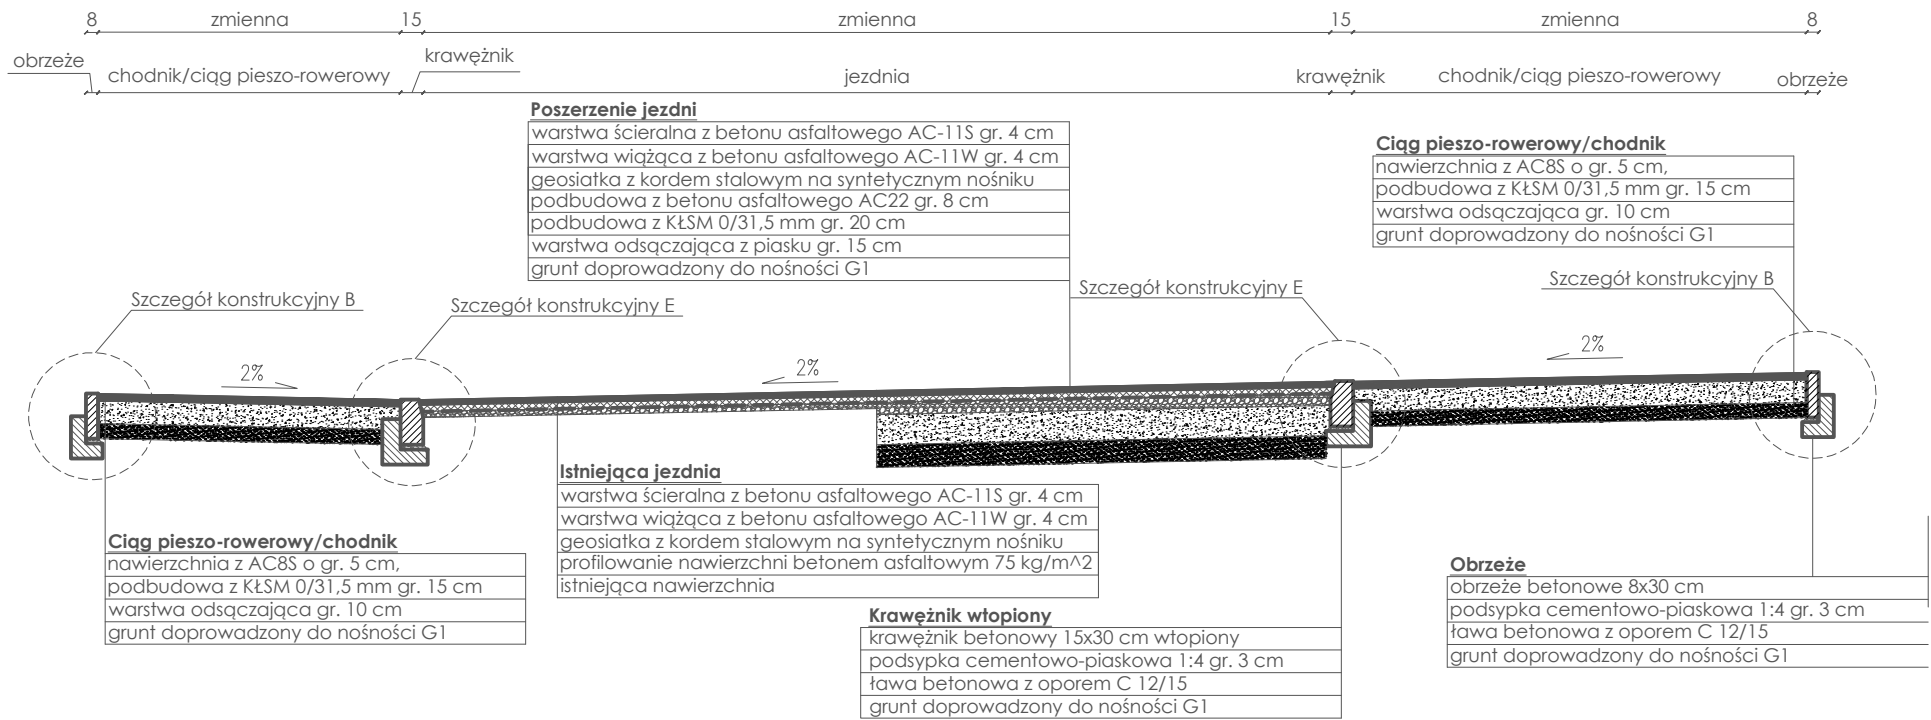 8 zmienna 15 zmienna 15 zmienna 8
obrzeże chodnik/ciąg pieszo-rowerowy krawężnik jezdnia krawężnik chodnik/ciąg pieszo-rowerowy obrzeże
Poszerzenie jezdni
warstwa ścieralna z betonu asfaltowego AC-11S gr. 4 cm
warstwa wiążąca z betonu asfaltowego AC-11W gr. 4 cm
geosiatka z kordem stalowym na syntetycznym nośniku
podbudowa z betonu asfaltowego AC22 gr. 8 cm
podbudowa z KŁSM 0/31,5 mm gr. 20 cm
warstwa odsączająca z piasku gr. 15 cm
grunt doprowadzony do nośności G1
Ciąg pieszo-rowerowy/chodnik
nawierzchnia z AC8S o gr. 5 cm,
podbudowa z KŁSM 0/31,5 mm gr. 15 cm
warstwa odsączająca gr. 10 cm
grunt doprowadzony do nośności G1
Szczegół konstrukcyjny B
Szczegół konstrukcyjny E
Szczegół konstrukcyjny E
Szczegół konstrukcyjny B
2%
2%
2%
Istniejąca jezdnia
warstwa ścieralna z betonu asfaltowego AC-11S gr. 4 cm
warstwa wiążąca z betonu asfaltowego AC-11W gr. 4 cm
geosiatka z kordem stalowym na syntetycznym nośniku
profilowanie nawierzchni betonem asfaltowym 75 kg/m^2
istniejąca nawierzchnia
Ciąg pieszo-rowerowy/chodnik
nawierzchnia z AC8S o gr. 5 cm,
podbudowa z KŁSM 0/31,5 mm gr. 15 cm
warstwa odsączająca gr. 10 cm
grunt doprowadzony do nośności G1
Krawężnik wtopiony
krawężnik betonowy 15x30 cm wtopiony
podsypka cementowo-piaskowa 1:4 gr. 3 cm
ława betonowa z oporem C 12/15
grunt doprowadzony do nośności G1
Obrzeże
obrzeże betonowe 8x30 cm
podsypka cementowo-piaskowa 1:4 gr. 3 cm
ława betonowa z oporem C 12/15
grunt doprowadzony do nośności G1